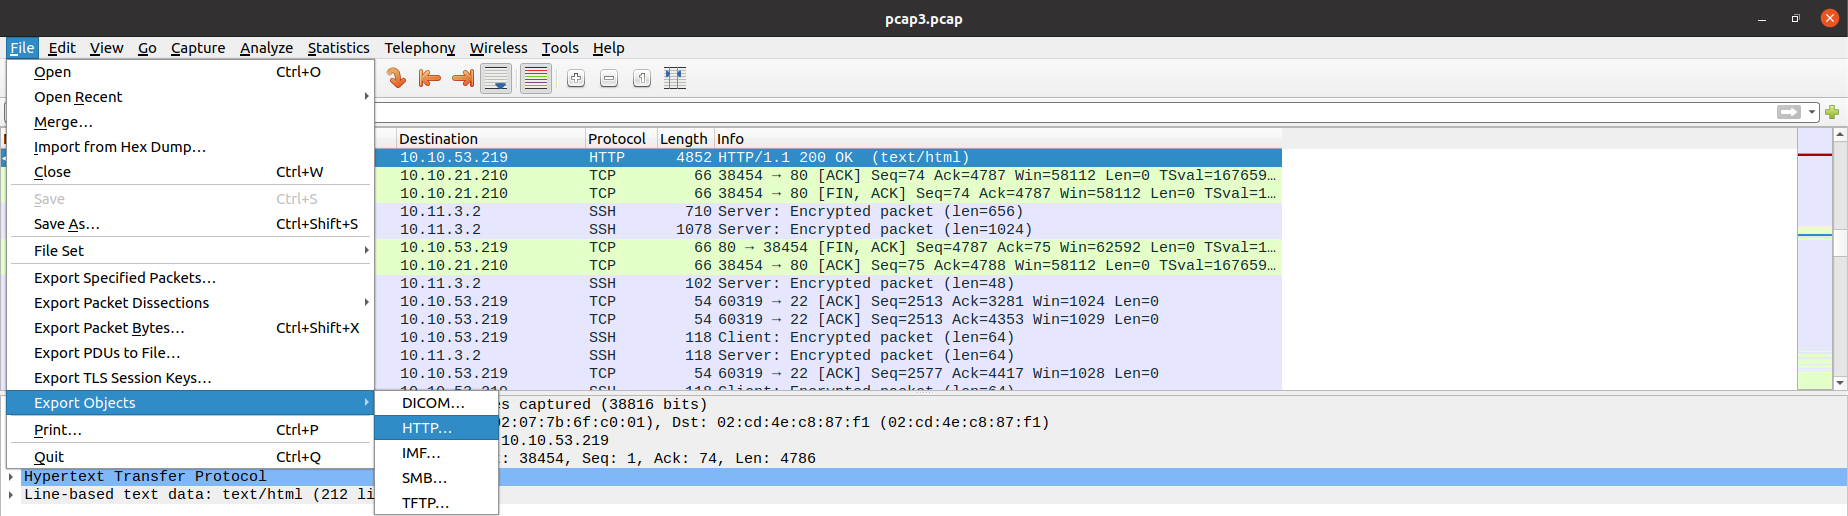 pcap3.pcap
File Edit View Go Capture Analyze Statistics Telephony Wireless Tools Help
Open Ctrl+O
Open Recent
Merge…
Import from Hex Dump…
Close Ctrl+W
Save Ctrl+S
Save As… Ctrl+Shift+S
File Set
Export Specified Packets…
Export Packet Dissections
Export Packet Bytes… Ctrl+Shift+X
Export PDUs to File…
Export TLS Session Keys…
Export Objects
Print… Ctrl+P
Quit Ctrl+Q
DICOM…
HTTP…
IMF…
SMB…
TFTP…
Destination Protocol Length Info
10.10.53.219 HTTP 4852 HTTP/1.1 200 OK (text/html)
10.10.21.210 TCP 66 38454 → 80 [ACK] Seq=74 Ack=4787 Win=58112 Len=0 TSval=167659…
10.10.21.210 TCP 66 38454 → 80 [FIN, ACK] Seq=74 Ack=4787 Win=58112 Len=0 TSval=1…
10.11.3.2 SSH 710 Server: Encrypted packet (len=656)
10.11.3.2 SSH 1078 Server: Encrypted packet (len=1024)
10.10.53.219 TCP 66 80 → 38454 [FIN, ACK] Seq=4787 Ack=75 Win=62592 Len=0 TSval=1…
10.10.21.210 TCP 66 38454 → 80 [ACK] Seq=75 Ack=4788 Win=58112 Len=0 TSval=167659…
10.11.3.2 SSH 102 Server: Encrypted packet (len=48)
10.10.53.219 TCP 54 60319 → 22 [ACK] Seq=2513 Ack=3281 Win=1024 Len=0
10.10.53.219 TCP 54 60319 → 22 [ACK] Seq=2513 Ack=4353 Win=1029 Len=0
10.10.53.219 SSH 118 Client: Encrypted packet (len=64)
10.11.3.2 SSH 118 Server: Encrypted packet (len=64)
10.10.53.219 TCP 54 60319 → 22 [ACK] Seq=2577 Ack=4417 Win=1028 Len=0
10.10.53.219 SSH 118 Client: Encrypted packet (len=64)
es captured (38816 bits)
02:07:7b:6f:c0:01), Dst: 02:cd:4e:c8:87:f1 (02:cd:4e:c8:87:f1)
10.10.53.219
: 38454, Seq: 1, Ack: 74, Len: 4786
Hypertext Transfer Protocol
Line-based text data: text/html (212 li